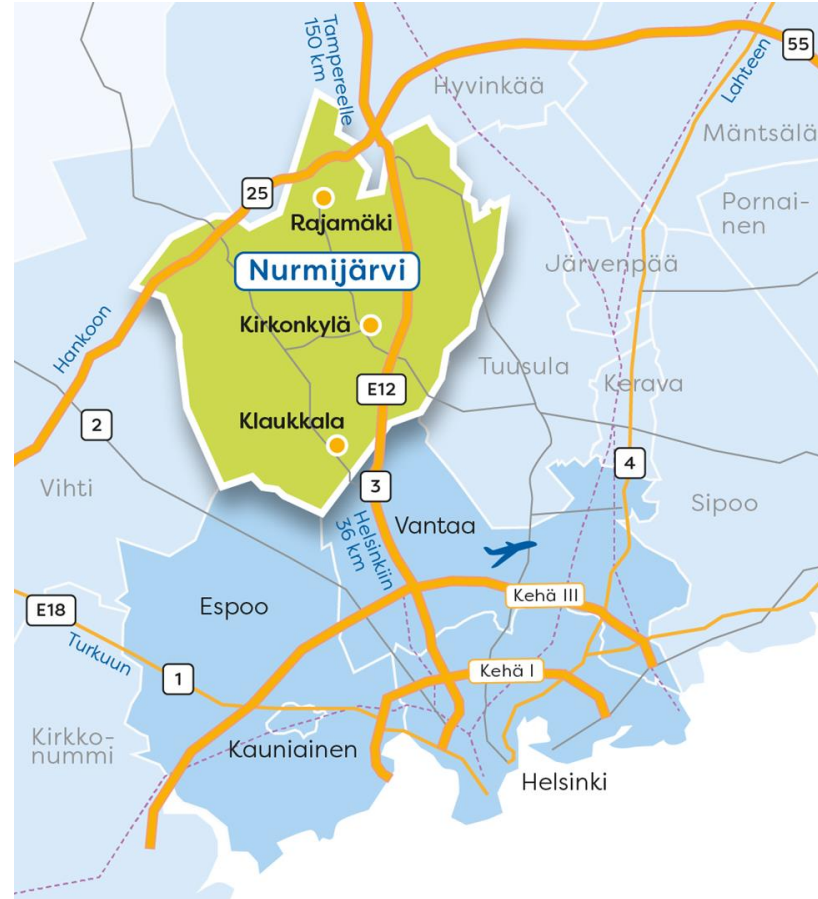 Tampereelle
150 km
55
Hyvinkää
Lahteen
Mäntsälä
25
Pornai-
nen
Rajamäki
Nurmijärvi
Järvenpää
Kirkonkylä
Hankoon
Tuusula
E12
Kerava
2
Klaukkala
4
Vihti
3
Sipoo
Vantaa
Helsinkiin
36 km
Kehä III
E18
Espoo
Turkuun
1
Kehä I
Kirkko-
nummi
Kauniainen
Helsinki